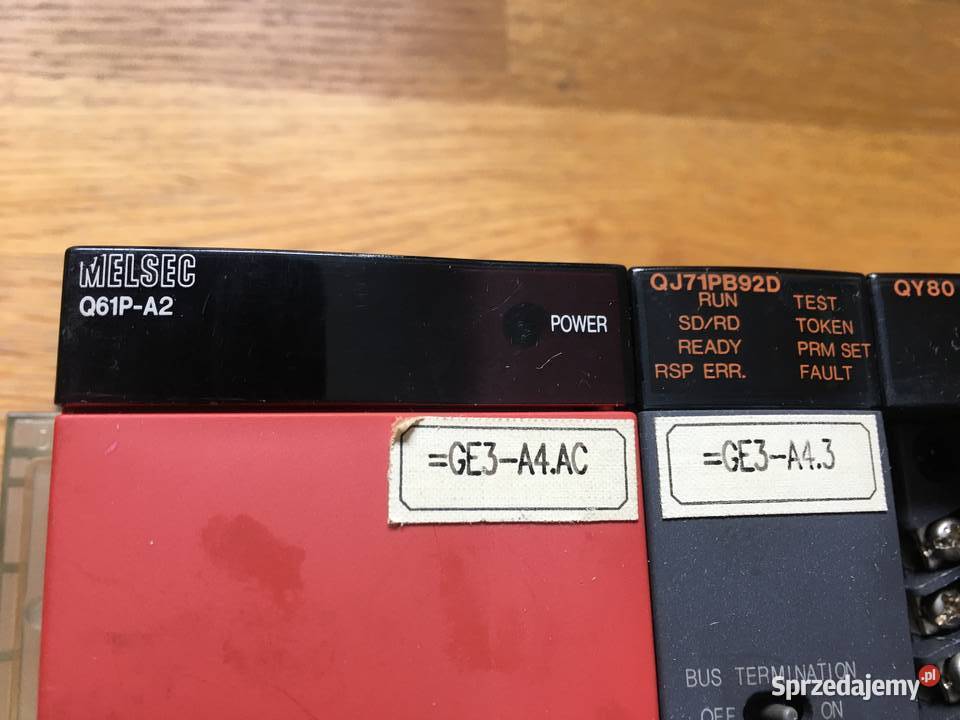 MELSEC
Q61P-A2
POWER
QJ71PB92D
RUN TEST
SD/RD TOKEN
READY PRM SET
RSP ERR. FAULT
QY80
=GE3-A4.AC
=GE3-A4.3
BUS TERMINATION
OFF ON
Sprzedajemy.pl